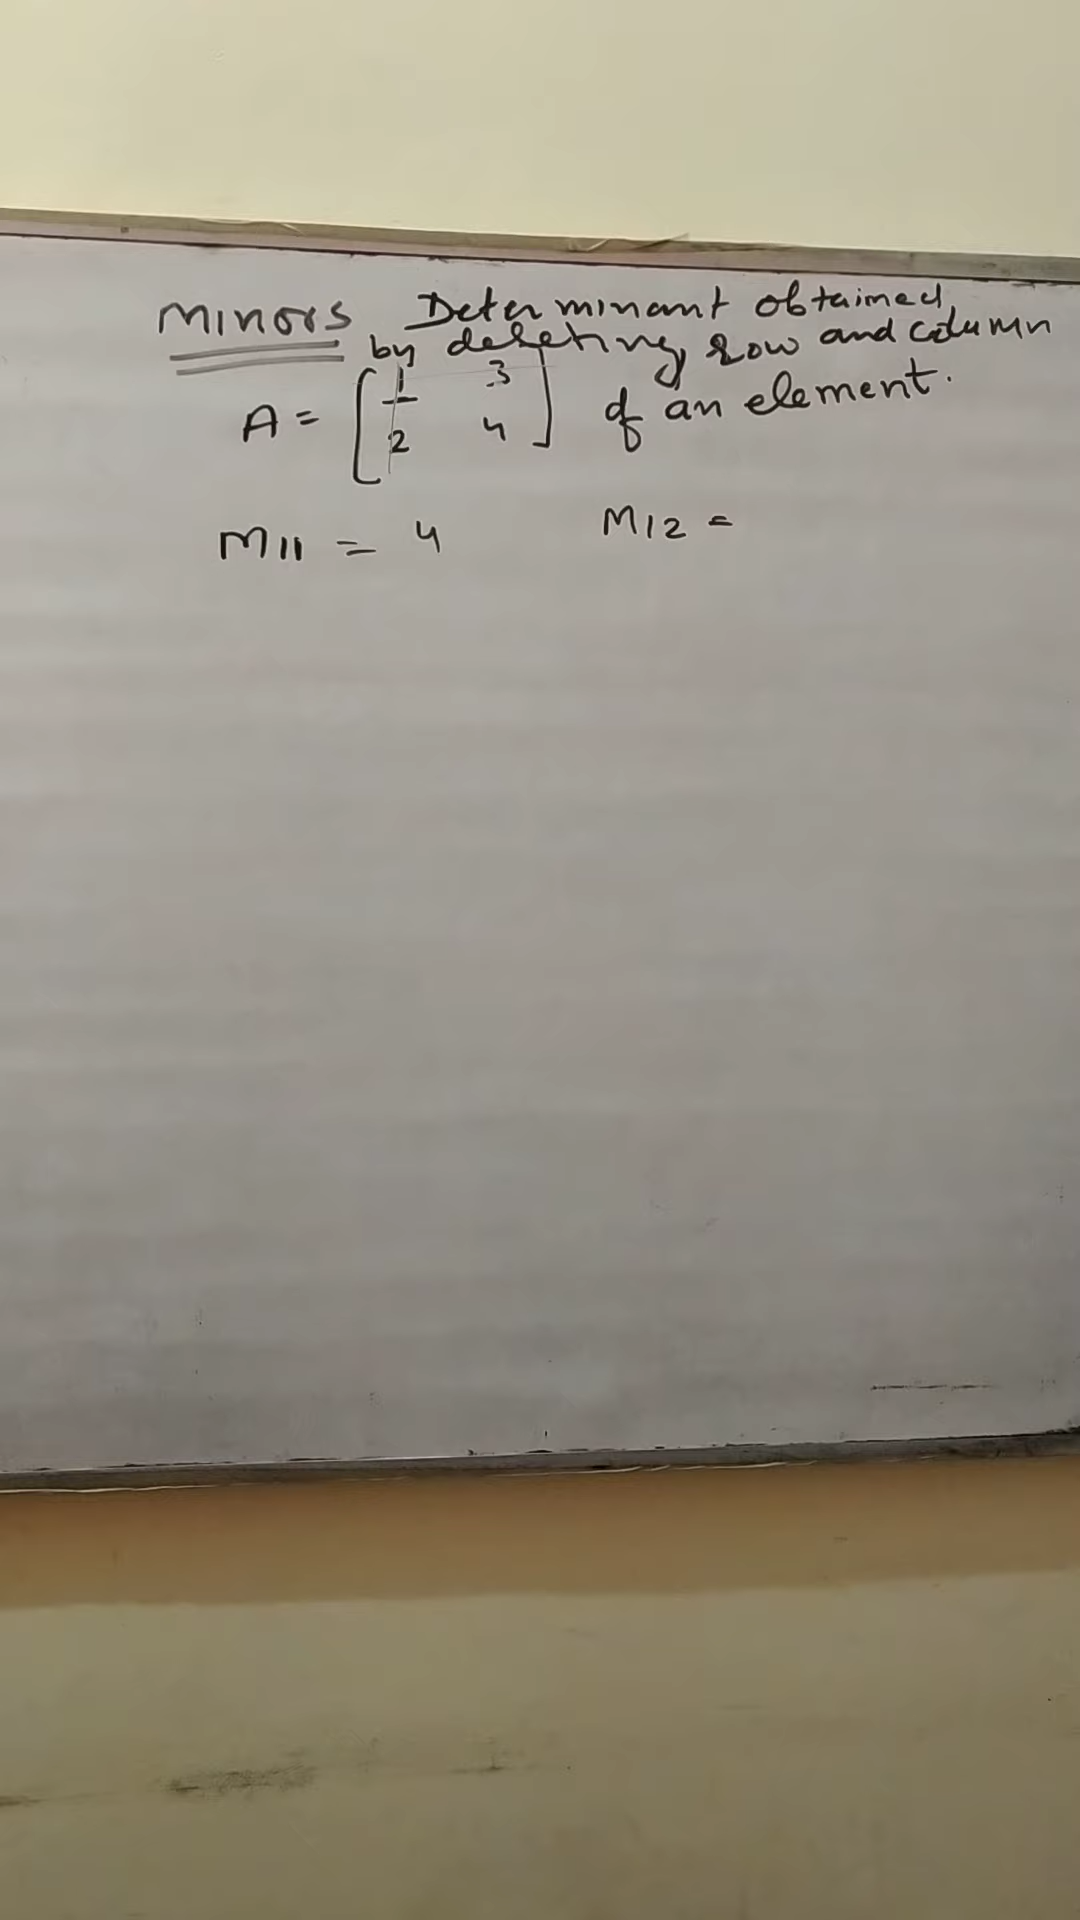 Minors Determinant obtained
by deleting row and column
of an element.
A = [1 3
2 4]
M11 = 4 M12 =